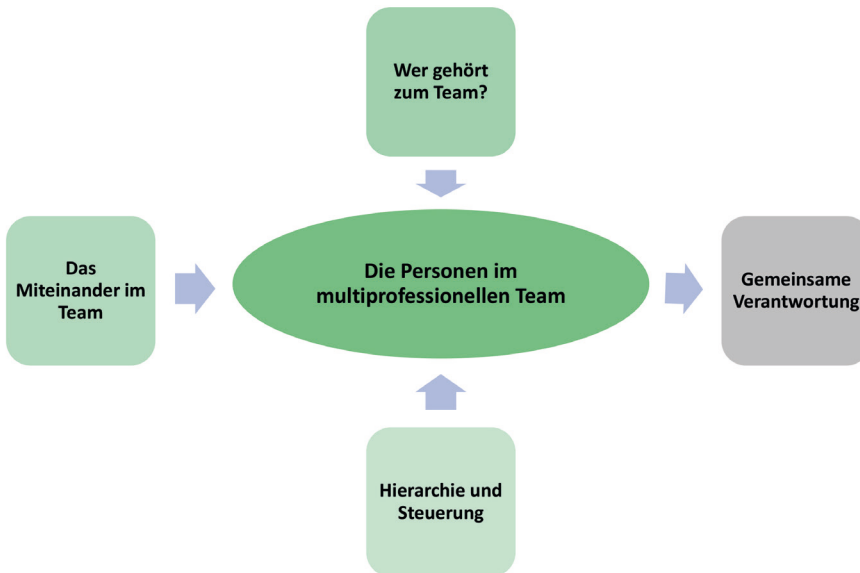 Wer gehört
zum Team?
Das
Miteinander im
Team
Die Personen im
multiprofessionellen Team
Gemeinsame
Verantwortung
Hierarchie und
Steuerung